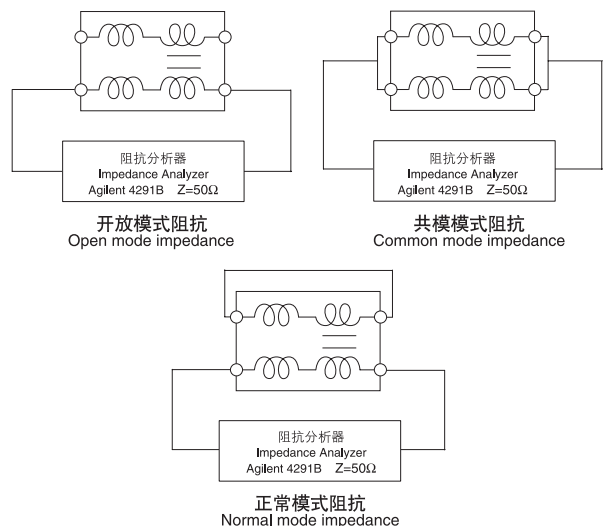 阻抗分析器
Impedance Analyzer
Agilent 4291B Z=50Ω
开放模式阻抗
Open mode impedance
阻抗分析器
Impedance Analyzer
Agilent 4291B Z=50Ω
共模模式阻抗
Common mode impedance
阻抗分析器
Impedance Analyzer
Agilent 4291B Z=50Ω
正常模式阻抗
Normal mode impedance